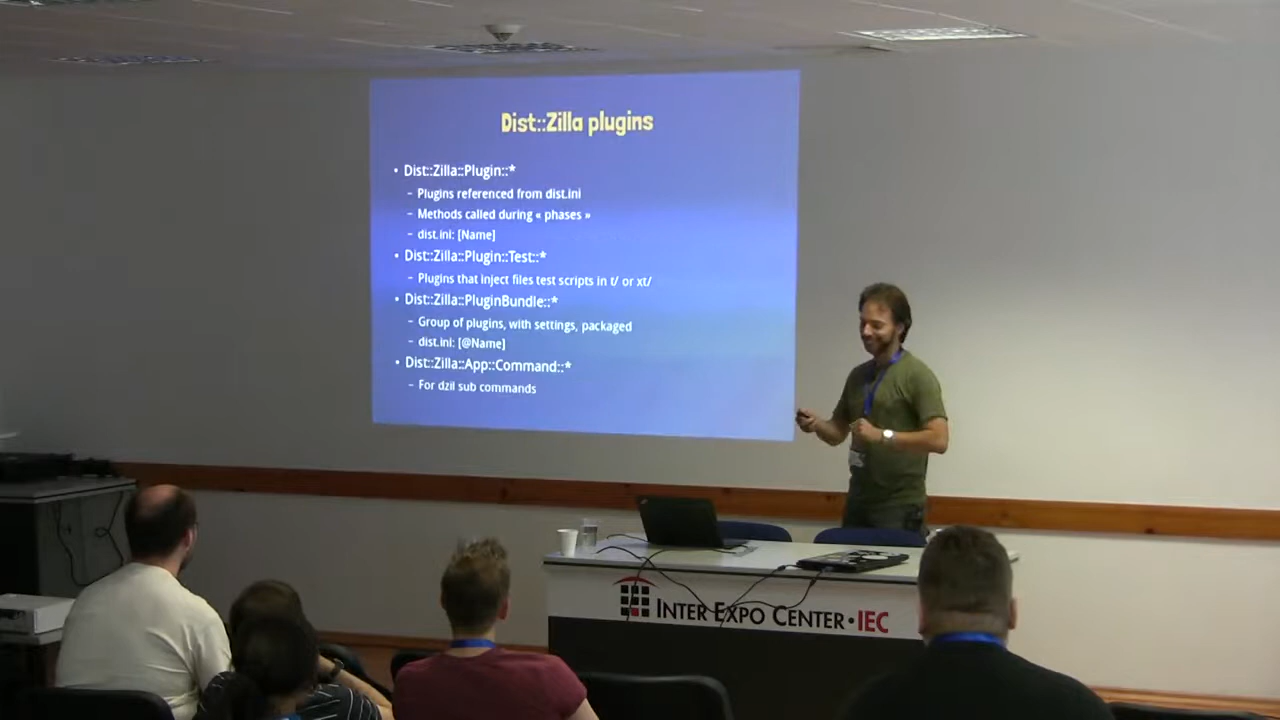 Dist::Zilla plugins
• Dist::Zilla::Plugin::*
– Plugins referenced from dist.ini
– Methods called during « phases »
– dist.ini: [Name]
• Dist::Zilla::Plugin::Test::*
– Plugins that inject files test scripts in t/ or xt/
• Dist::Zilla::PluginBundle::*
– Group of plugins, with settings, packaged
– dist.ini: [@Name]
• Dist::Zilla::App::Command::*
– For dzil sub commands
INTER EXPO CENTER • IEC